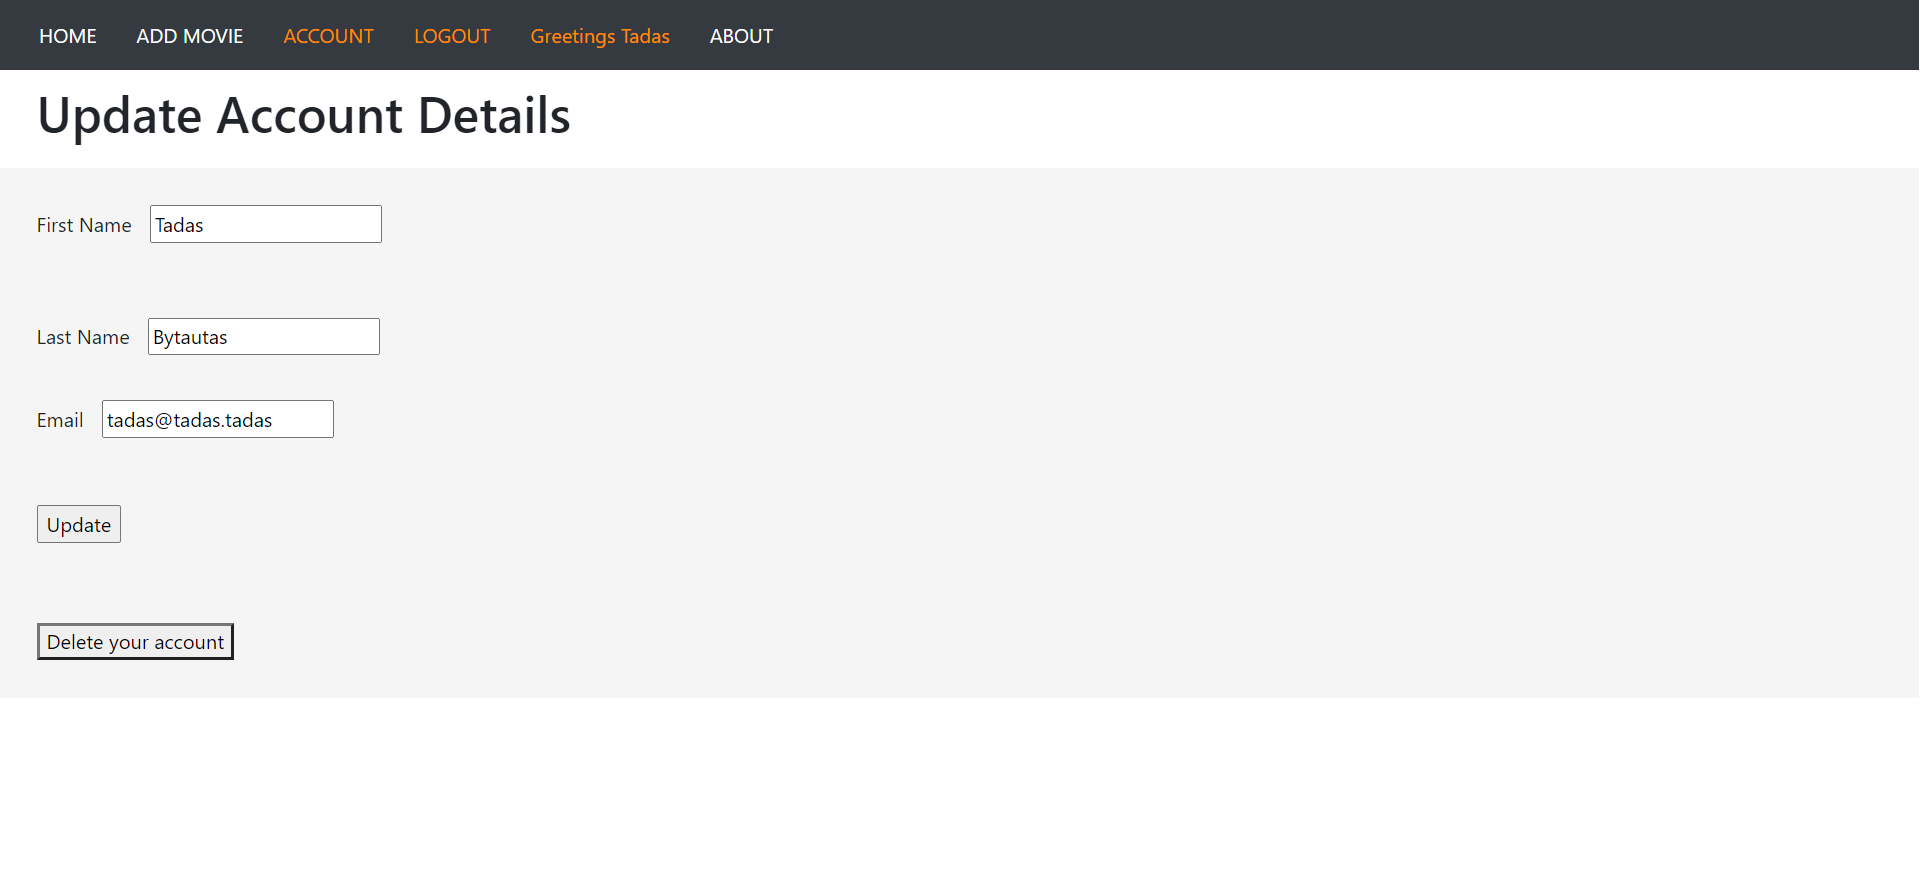 HOME ADD MOVIE ACCOUNT LOGOUT Greetings Tadas ABOUT
Update Account Details
First Name Tadas
Last Name Bytautas
Email tadas@tadas.tadas
Update
Delete your account